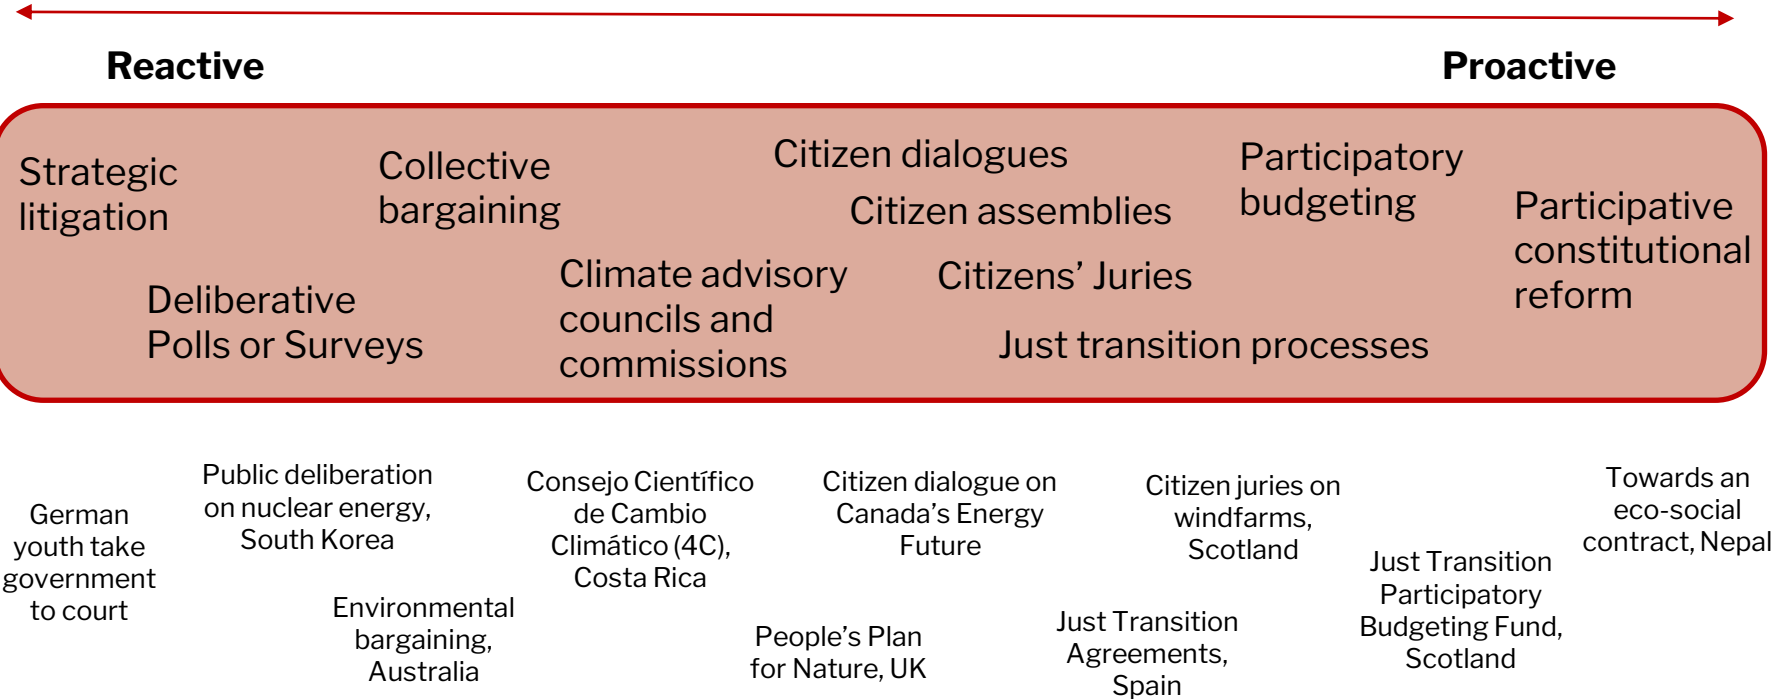 Reactive
Proactive
Strategic
litigation
Collective
bargaining
Citizen dialogues
Citizen assemblies
Participatory
budgeting
Participative
constitutional
reform
Deliberative
Polls or Surveys
Climate advisory
councils and
commissions
Citizens’ Juries
Just transition processes
German
youth take
government
to court
Public deliberation
on nuclear energy,
South Korea
Environmental
bargaining,
Australia
Consejo Científico
de Cambio
Climático (4C),
Costa Rica
People’s Plan
for Nature, UK
Citizen dialogue on
Canada’s Energy
Future
Just Transition
Agreements,
Spain
Citizen juries on
windfarms,
Scotland
Just Transition
Participatory
Budgeting Fund,
Scotland
Towards an
eco-social
contract, Nepal